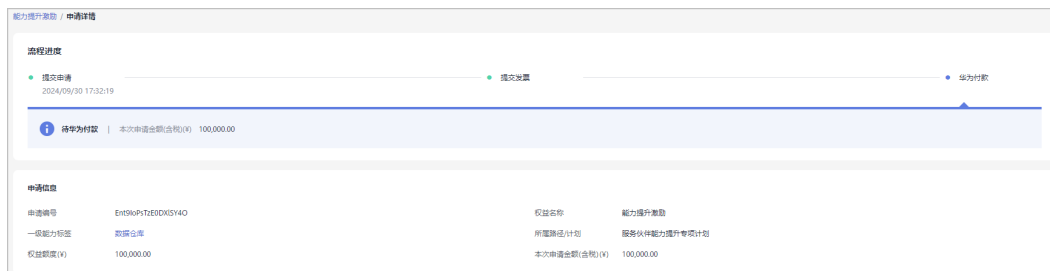 能力提升激励 / 申请详情
流程进度
提交申请 提交发票 华为付款
2024/09/30 17:32:19
待华为付款 | 本次申请金额(含税)(¥) 100,000.00
申请信息
申请编号 Ent9IoPsTzE0DXlSY4O 权益名称 能力提升激励
一级能力标签 数据仓库 所属路径/计划 服务伙伴能力提升专项计划
权益额度(¥) 100,000.00 本次申请金额(含税)(¥) 100,000.00